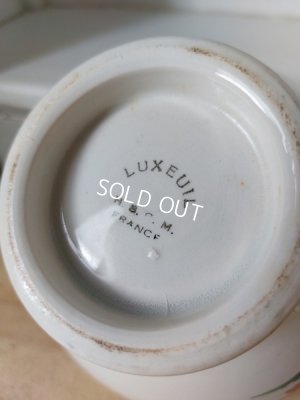 LUXEUIL
SOLD OUT
K. & G. M.
FRANCE